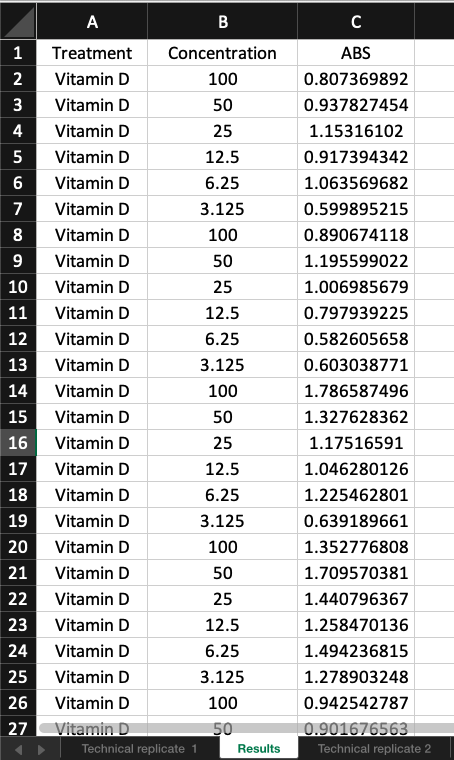 A B C
1 Treatment Concentration ABS
2 Vitamin D 100 0.807369892
3 Vitamin D 50 0.937827454
4 Vitamin D 25 1.15316102
5 Vitamin D 12.5 0.917394342
6 Vitamin D 6.25 1.063569682
7 Vitamin D 3.125 0.599895215
8 Vitamin D 100 0.890674118
9 Vitamin D 50 1.195599022
10 Vitamin D 25 1.006985679
11 Vitamin D 12.5 0.797939225
12 Vitamin D 6.25 0.582605658
13 Vitamin D 3.125 0.603038771
14 Vitamin D 100 1.786587496
15 Vitamin D 50 1.327628362
16 Vitamin D 25 1.17516591
17 Vitamin D 12.5 1.046280126
18 Vitamin D 6.25 1.225462801
19 Vitamin D 3.125 0.639189661
20 Vitamin D 100 1.352776808
21 Vitamin D 50 1.709570381
22 Vitamin D 25 1.440796367
23 Vitamin D 12.5 1.258470136
24 Vitamin D 6.25 1.494236815
25 Vitamin D 3.125 1.278903248
26 Vitamin D 100 0.942542787
27 Vitamin D 50 0.901676563
Technical replicate 1 Results Technical replicate 2